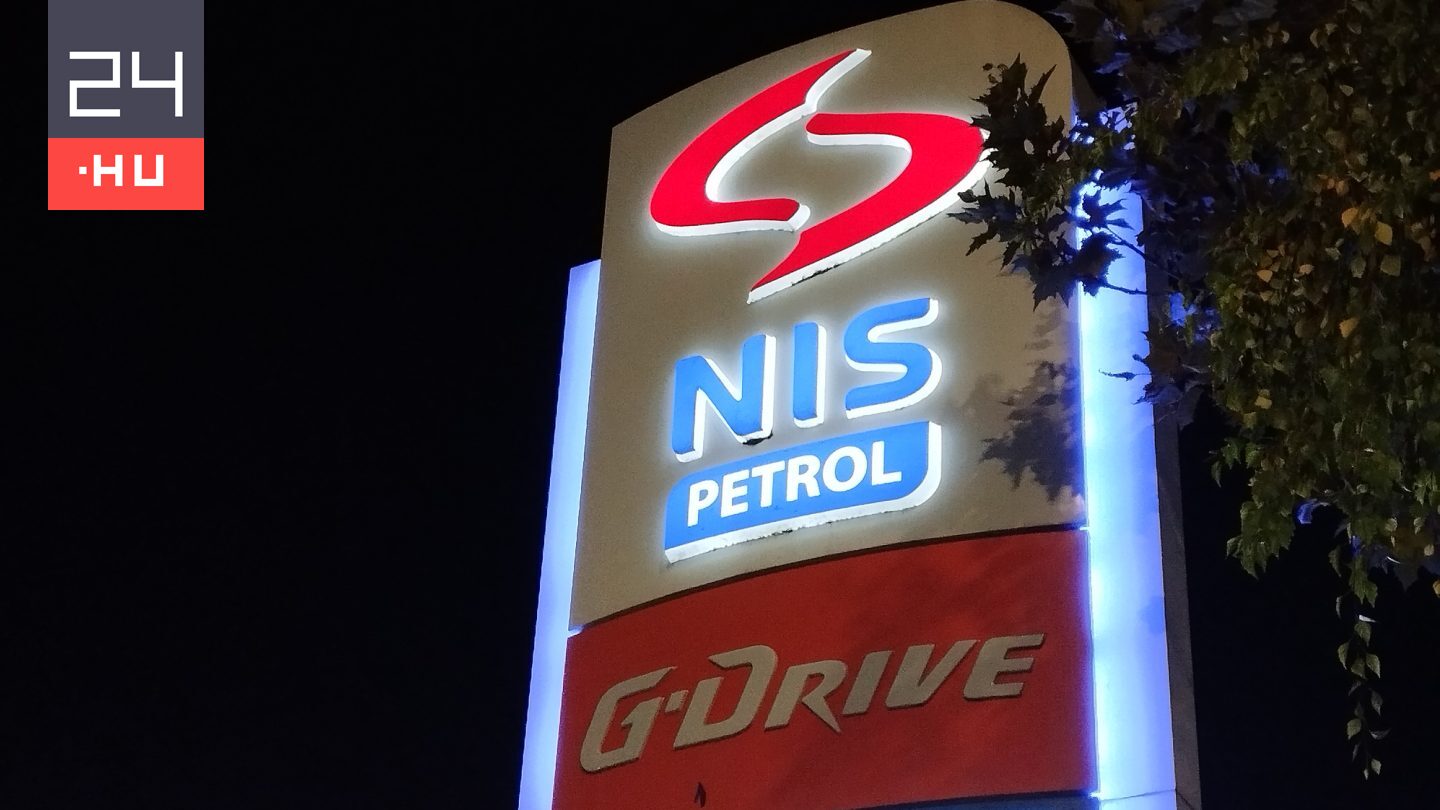 24
.HU
NIS
PETROL
G-DRIVE